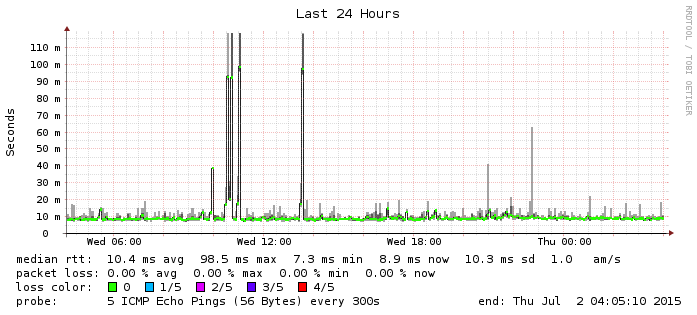 Last 24 Hours
RRDTOOL / TOBI OETIKER
Seconds
110 m
100 m
90 m
80 m
70 m
60 m
50 m
40 m
30 m
20 m
10 m
0
Wed 06:00 Wed 12:00 Wed 18:00 Thu 00:00
median rtt: 10.4 ms avg 98.5 ms max 7.3 ms min 8.9 ms now 10.3 ms sd 1.0 am/s
packet loss: 0.00 % avg 0.00 % max 0.00 % min 0.00 % now
loss color: 0 1/5 2/5 3/5 4/5
probe: 5 ICMP Echo Pings (56 Bytes) every 300s end: Thu Jul 2 04:05:10 2015